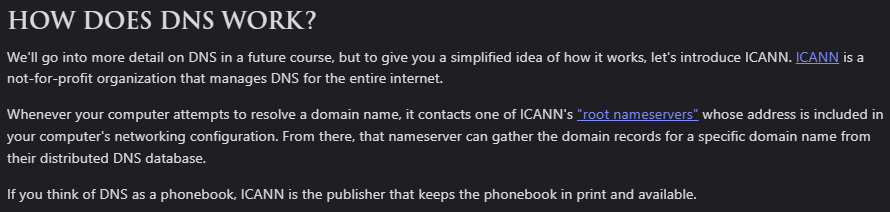 HOW DOES DNS WORK?
We'll go into more detail on DNS in a future course, but to give you a simplified idea of how it works, let's introduce ICANN. ICANN is a
not-for-profit organization that manages DNS for the entire internet.
Whenever your computer attempts to resolve a domain name, it contacts one of ICANN's "root nameservers" whose address is included in
your computer's networking configuration. From there, that nameserver can gather the domain records for a specific domain name from
their distributed DNS database.
If you think of DNS as a phonebook, ICANN is the publisher that keeps the phonebook in print and available.